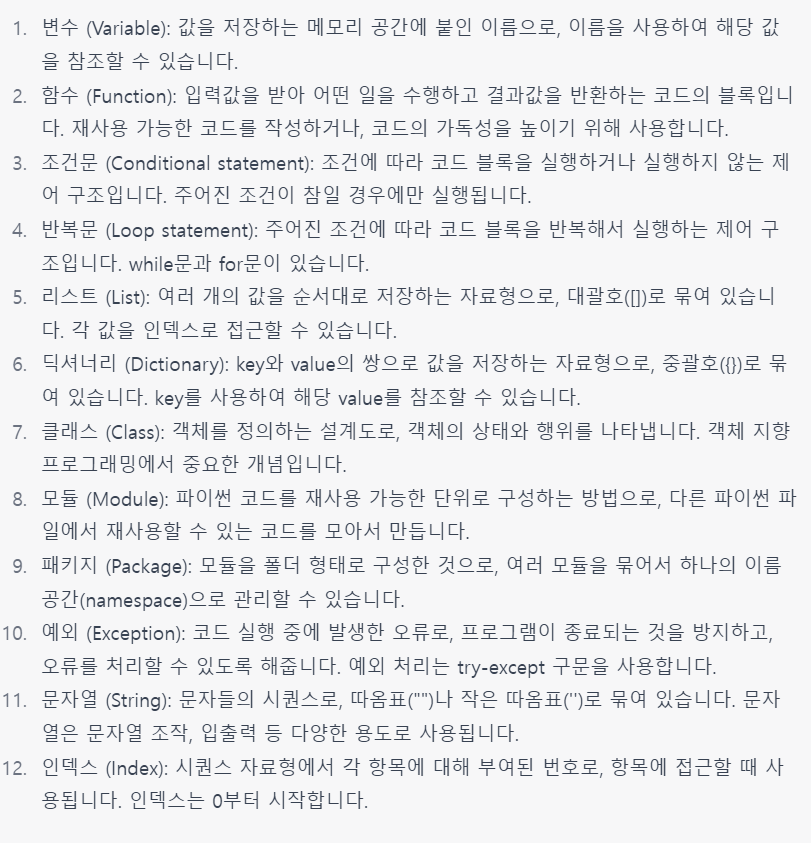 1. 변수 (Variable): 값을 저장하는 메모리 공간에 붙인 이름으로, 이름을 사용하여 해당 값
을 참조할 수 있습니다.
2. 함수 (Function): 입력값을 받아 어떤 일을 수행하고 결과값을 반환하는 코드의 블록입니
다. 재사용 가능한 코드를 작성하거나, 코드의 가독성을 높이기 위해 사용합니다.
3. 조건문 (Conditional statement): 조건에 따라 코드 블록을 실행하거나 실행하지 않는 제
어 구조입니다. 주어진 조건이 참일 경우에만 실행됩니다.
4. 반복문 (Loop statement): 주어진 조건에 따라 코드 블록을 반복해서 실행하는 제어 구
조입니다. while문과 for문이 있습니다.
5. 리스트 (List): 여러 개의 값을 순서대로 저장하는 자료형으로, 대괄호([])로 묶여 있습니
다. 각 값을 인덱스로 접근할 수 있습니다.
6. 딕셔너리 (Dictionary): key와 value의 쌍으로 값을 저장하는 자료형으로, 중괄호({})로 묶
여 있습니다. key를 사용하여 해당 value를 참조할 수 있습니다.
7. 클래스 (Class): 객체를 정의하는 설계도로, 객체의 상태와 행위를 나타냅니다. 객체 지향
프로그래밍에서 중요한 개념입니다.
8. 모듈 (Module): 파이썬 코드를 재사용 가능한 단위로 구성하는 방법으로, 다른 파이썬 파
일에서 재사용할 수 있는 코드를 모아서 만듭니다.
9. 패키지 (Package): 모듈을 폴더 형태로 구성한 것으로, 여러 모듈을 묶어서 하나의 이름
공간(namespace)으로 관리할 수 있습니다.
10. 예외 (Exception): 코드 실행 중에 발생한 오류로, 프로그램이 종료되는 것을 방지하고,
오류를 처리할 수 있도록 해줍니다. 예외 처리는 try-except 구문을 사용합니다.
11. 문자열 (String): 문자들의 시퀀스로, 따옴표("")나 작은 따옴표('')로 묶여 있습니다. 문자
열은 문자열 조작, 입출력 등 다양한 용도로 사용됩니다.
12. 인덱스 (Index): 시퀀스 자료형에서 각 항목에 대해 부여된 번호로, 항목에 접근할 때 사
용됩니다. 인덱스는 0부터 시작합니다.